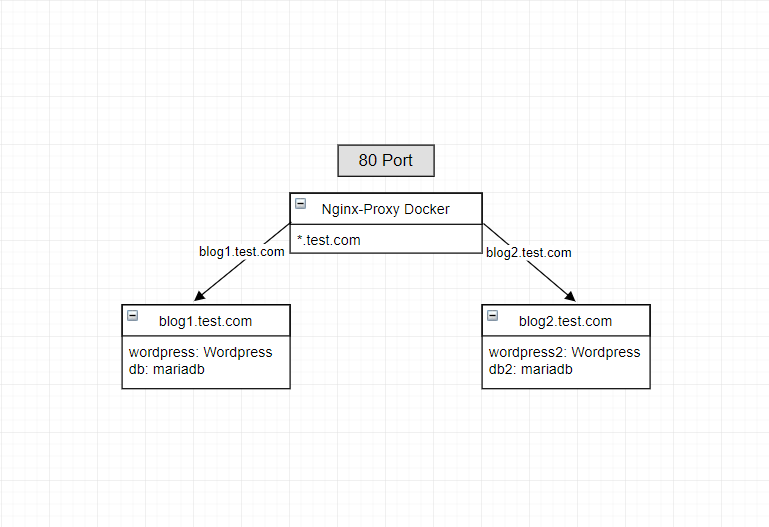 80 Port
Nginx-Proxy Docker
*.test.com
blog1.test.com
blog2.test.com
blog1.test.com
wordpress: Wordpress
db: mariadb
blog2.test.com
wordpress2: Wordpress
db2: mariadb